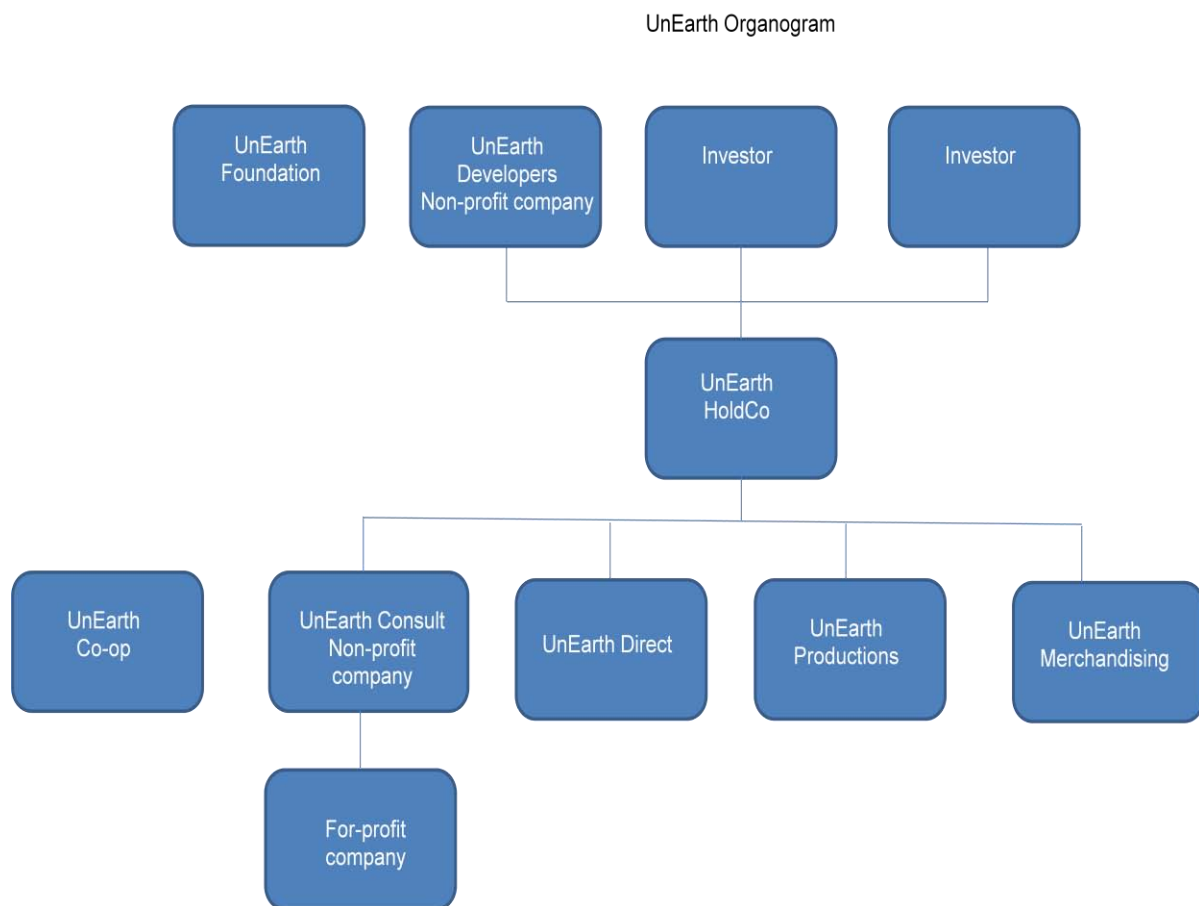 UnEarth Organogram
UnEarth
Foundation
UnEarth
Developers
Non-profit company
Investor
Investor
UnEarth
HoldCo
UnEarth
Co-op
UnEarth Consult
Non-profit
company
UnEarth Direct
UnEarth
Productions
UnEarth
Merchandising
For-profit
company